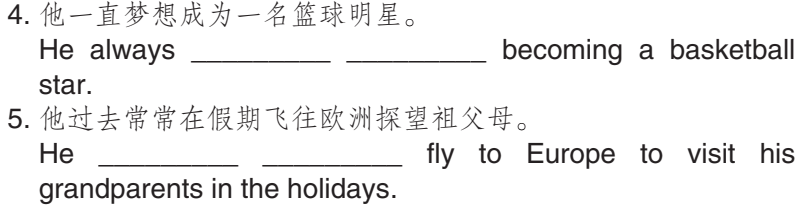 4. 他一直梦想成为一名篮球明星。
He always _________ _________ becoming a basketball
star.
5. 他过去常常在假期飞往欧洲探望祖父母。
He _________ _________ fly to Europe to visit his
grandparents in the holidays.